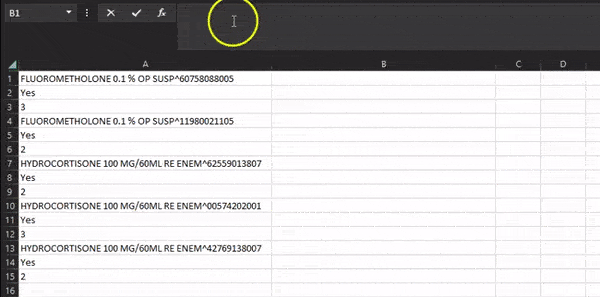 B1
fx
A B C D
1 FLUOROMETHOLONE 0.1 % OP SUSP^60758088005
2 Yes
3 3
4 FLUOROMETHOLONE 0.1 % OP SUSP^11980021105
5 Yes
6 2
7 HYDROCORTISONE 100 MG/60ML RE ENEM^62559013807
8 Yes
9 2
10 HYDROCORTISONE 100 MG/60ML RE ENEM^00574202001
11 Yes
12 3
13 HYDROCORTISONE 100 MG/60ML RE ENEM^42769138007
14 Yes
15 2
16